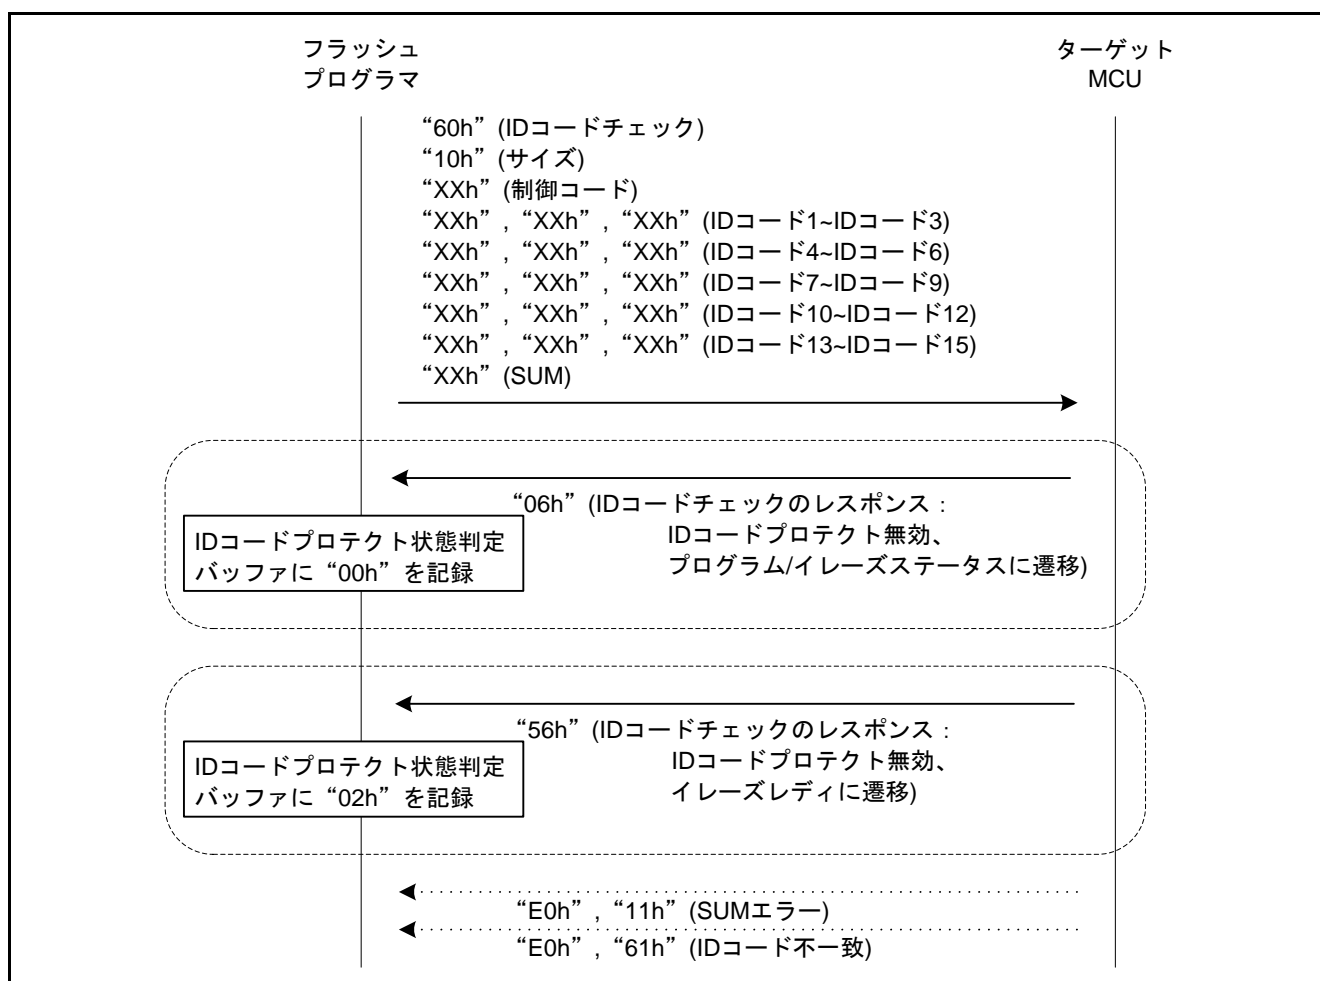 フラッシュ
プログラマ
ターゲット
MCU
“60h” (IDコードチェック)
“10h” (サイズ)
“XXh” (制御コード)
“XXh” , “XXh” , “XXh” (IDコード1~IDコード3)
“XXh” , “XXh” , “XXh” (IDコード4~IDコード6)
“XXh” , “XXh” , “XXh” (IDコード7~IDコード9)
“XXh” , “XXh” , “XXh” (IDコード10~IDコード12)
“XXh” , “XXh” , “XXh” (IDコード13~IDコード15)
“XXh” (SUM)
“06h” (IDコードチェックのレスポンス :
IDコードプロテクト無効、
プログラム/イレーズステータスに遷移)
IDコードプロテクト状態判定
バッファに “00h” を記録
“56h” (IDコードチェックのレスポンス :
IDコードプロテクト無効、
イレーズレディに遷移)
IDコードプロテクト状態判定
バッファに “02h” を記録
“E0h” , “11h” (SUMエラー)
“E0h” , “61h” (IDコード不一致)